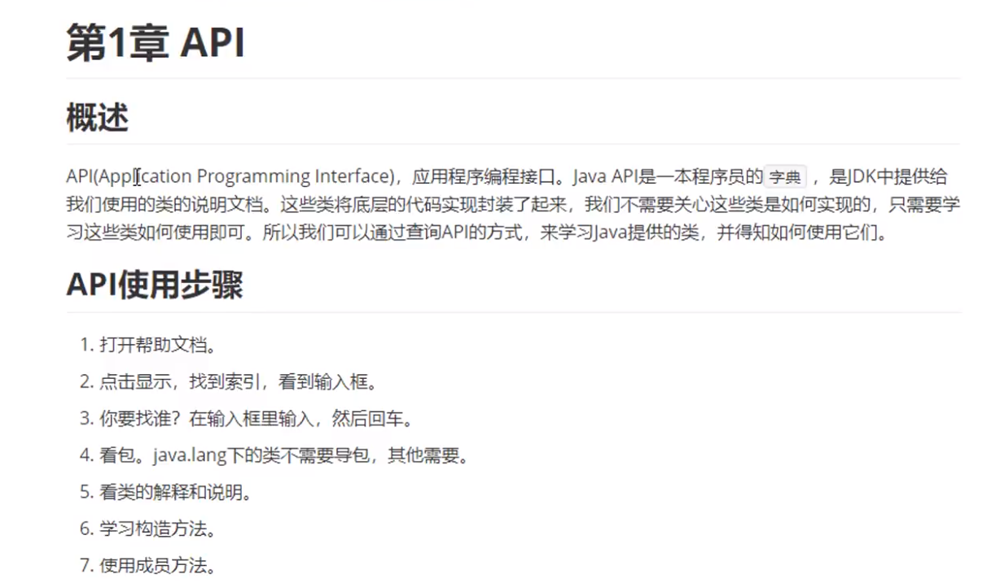 第1章 API
概述
API(Application Programming Interface)，应用程序编程接口。Java API是一本程序员的 字典 ，是JDK中提供给
我们使用的类的说明文档。这些类将底层的代码实现封装了起来，我们不需要关心这些类是如何实现的，只需要学
习这些类如何使用即可。所以我们可以通过查询API的方式，来学习Java提供的类，并得知如何使用它们。
API使用步骤
1. 打开帮助文档。
2. 点击显示，找到索引，看到输入框。
3. 你要找谁？在输入框里输入，然后回车。
4. 看包。java.lang下的类不需要导包，其他需要。
5. 看类的解释和说明。
6. 学习构造方法。
7. 使用成员方法。